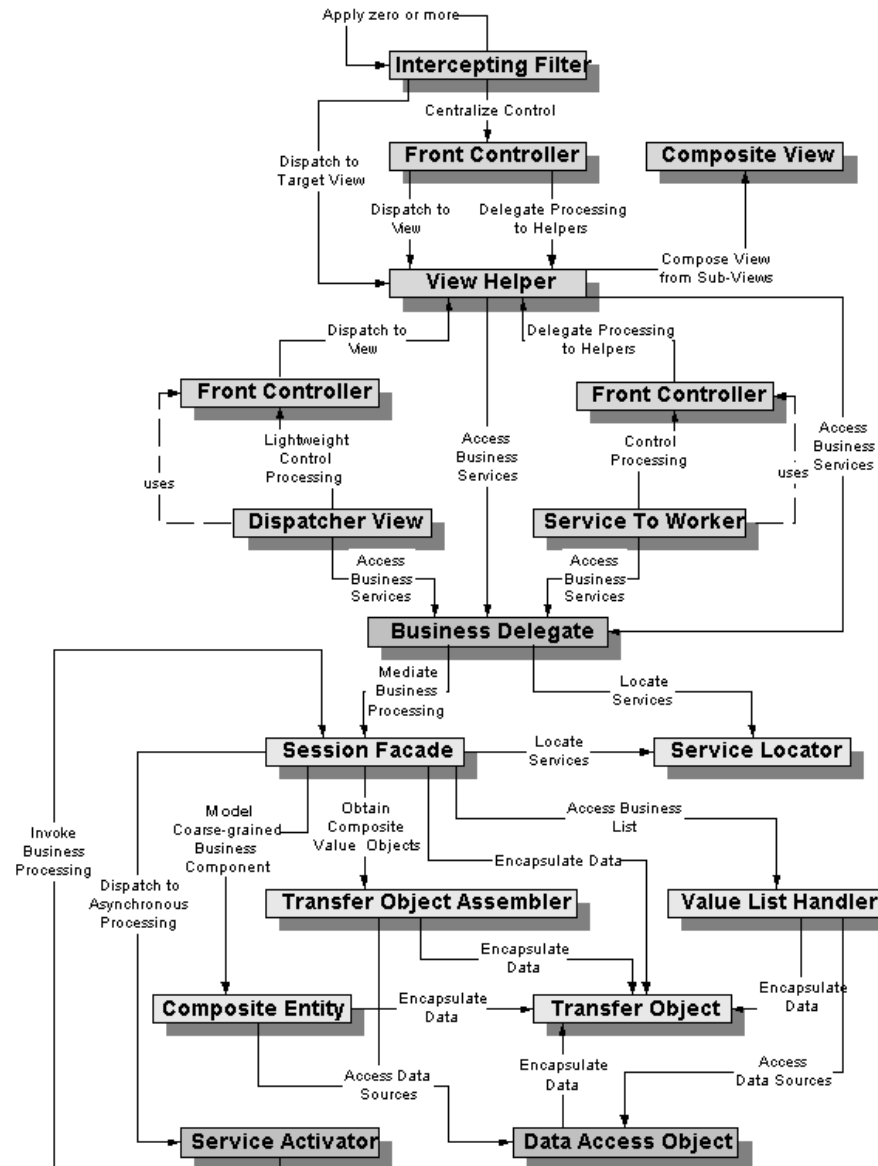 Apply zero or more
Intercepting Filter
Centralize Control
Front Controller
Composite View
Dispatch to
Target View
Dispatch to
View
Delegate Processing
to Helpers
Compose View
from Sub-Views
View Helper
Dispatch to
View
Delegate Processing
to Helpers
Front Controller
Front Controller
Lightweight
Control
Processing
Access
Business
Services
Control
Processing
Access
Business
Services
uses
uses
Dispatcher View
Service To Worker
Access
Business
Services
Access
Business
Services
Business Delegate
Mediate
Business
Processing
Locate
Services
Session Facade
Locate
Services
Service Locator
Invoke
Business
Processing
Model
Coarse-grained
Business
Component
Obtain
Composite
Value Objects
Access Business
List
Encapsulate Data
Dispatch to
Asynchronous
Processing
Transfer Object Assembler
Value List Handler
Encapsulate
Data
Encapsulate
Data
Composite Entity
Encapsulate
Data
Transfer Object
Access Data
Sources
Encapsulate
Data
Access
Data Sources
Service Activator
Data Access Object